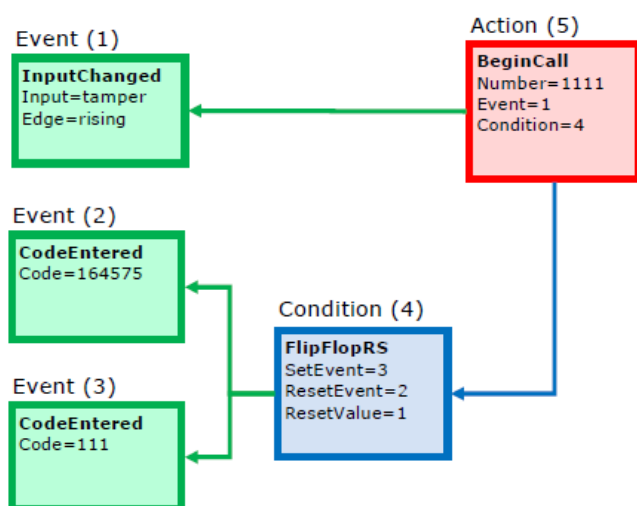 Event (1)
InputChanged
Input=tamper
Edge=rising
Action (5)
BeginCall
Number=1111
Event=1
Condition=4
Event (2)
CodeEntered
Code=164575
Condition (4)
FlipFlopRS
SetEvent=3
ResetEvent=2
ResetValue=1
Event (3)
CodeEntered
Code=111